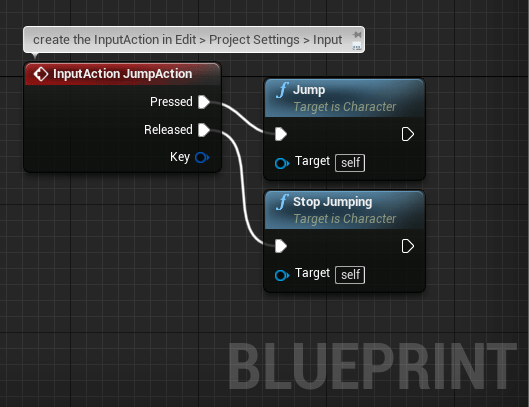 create the InputAction in Edit > Project Settings > Input
InputAction JumpAction
Pressed
Released
Key
f Jump
Target is Character
Target self
f Stop Jumping
Target is Character
Target self
BLUEPRINT